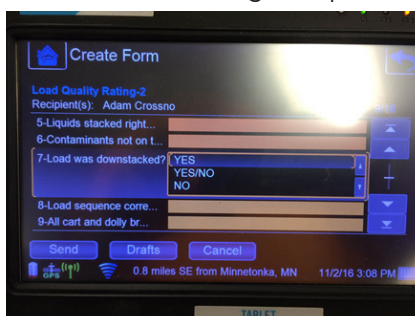 Create Form
Load Quality Rating-2
Recipient(s): Adam Crossno
5-Liquids stacked right...
6-Contaminants not on t...
7-Load was downstacked? YES
YES/NO
NO
8-Load sequence corre...
9-All cart and dolly br...
Send Drafts Cancel
GPS 0.8 miles SE from Minnetonka, MN 11/2/16 3:08 PM
TABLET